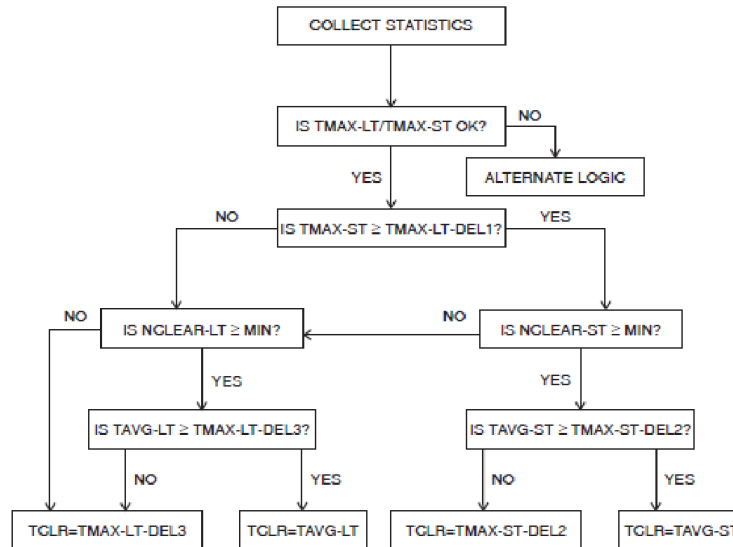 COLLECT STATISTICS
IS TMAX-LT/TMAX-ST OK?
NO
YES
ALTERNATE LOGIC
NO
IS TMAX-ST ≥ TMAX-LT-DEL1?
YES
NO
IS NCLEAR-LT ≥ MIN?
NO
IS NCLEAR-ST ≥ MIN?
YES
YES
IS TAVG-LT ≥ TMAX-LT-DEL3?
IS TAVG-ST ≥ TMAX-ST-DEL2?
NO
YES
NO
YES
TCLR=TMAX-LT-DEL3
TCLR=TAVG-LT
TCLR=TMAX-ST-DEL2
TCLR=TAVG-ST